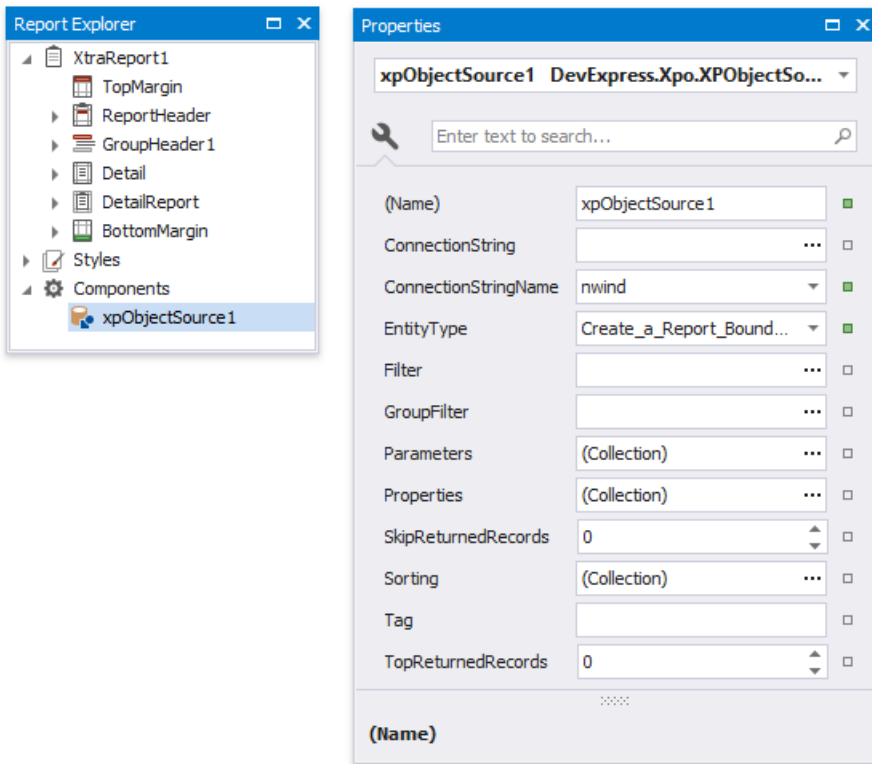 Report Explorer
XtraReport1
TopMargin
ReportHeader
GroupHeader1
Detail
DetailReport
BottomMargin
Styles
Components
xpObjectSource1
Properties
xpObjectSource1 DevExpress.Xpo.XPObjectSo...
Enter text to search...
(Name) xpObjectSource1
ConnectionString ...
ConnectionStringName nwind
EntityType Create_a_Report_Bound...
Filter ...
GroupFilter ...
Parameters (Collection) ...
Properties (Collection) ...
SkipReturnedRecords 0
Sorting (Collection) ...
Tag
TopReturnedRecords 0
(Name)